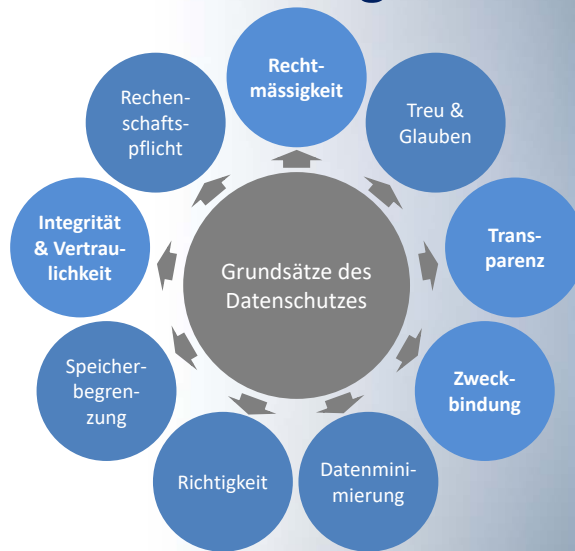 Recht-
mässigkeit
Treu &
Glauben
Trans-
parenz
Zweck-
bindung
Datenmini-
mierung
Richtigkeit
Speicher-
begren-
zung
Integrität
& Vertrau-
lichkeit
Rechen-
schafts-
pflicht
Grundsätze des
Datenschutzes